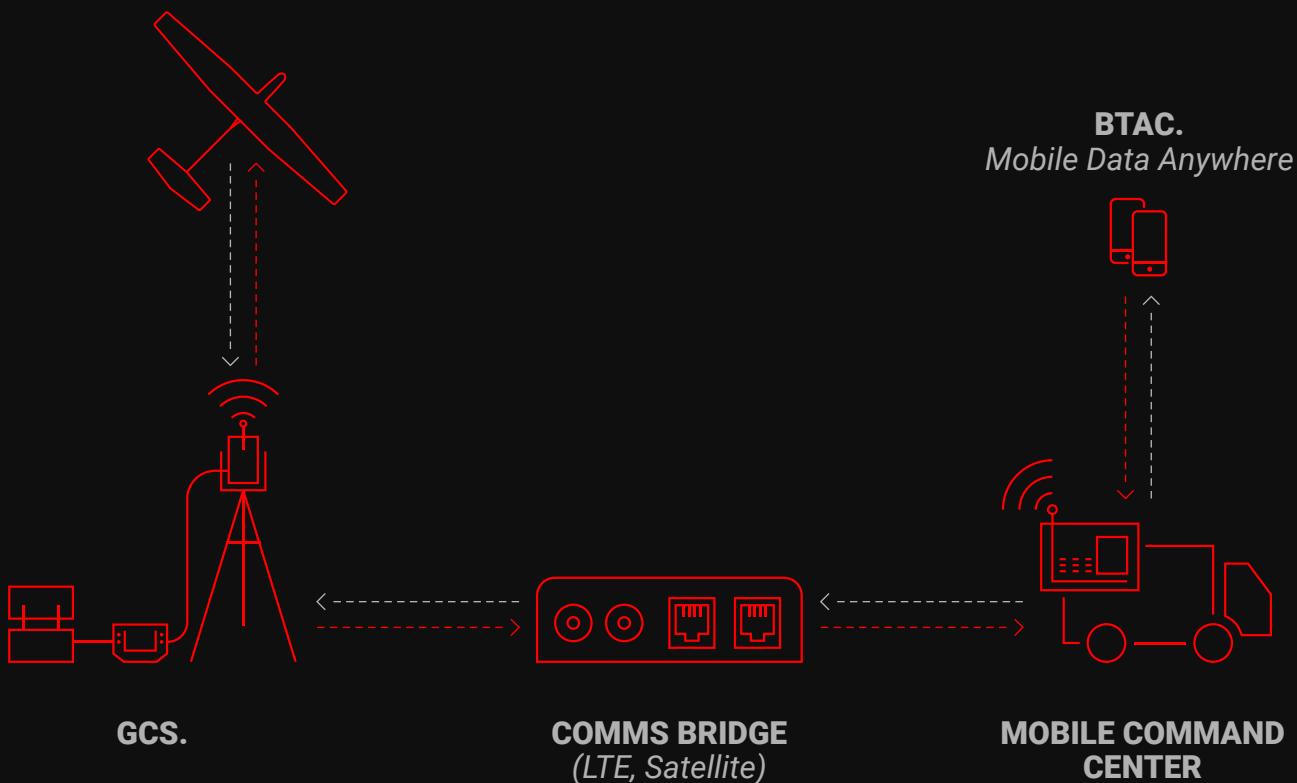 BTAC.
Mobile Data Anywhere
GCS.
COMMS BRIDGE
(LTE, Satellite)
MOBILE COMMAND
CENTER